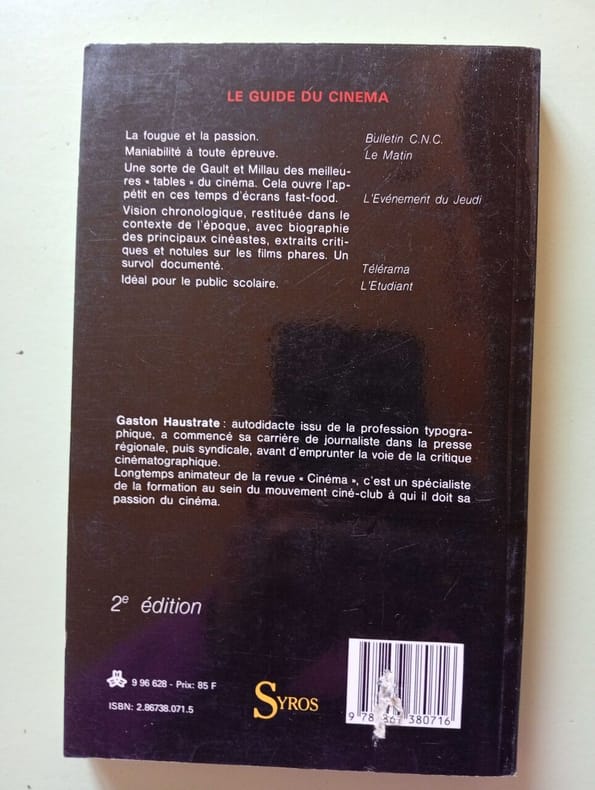 LE GUIDE DU CINEMA
La fougue et la passion. Bulletin C.N.C.
Maniabilité à toute épreuve. Le Matin
Une sorte de Gault et Millau des meilleu-
res « tables » du cinéma. Cela ouvre l'ap-
pétit en ces temps d'écrans fast-food. L'Evénement du Jeudi
Vision chronologique, restituée dans le
contexte de l'époque, avec biographie
des principaux cinéastes, extraits criti-
ques et notules sur les films phares. Un
survol documenté. Télérama
Idéal pour le public scolaire. L'Etudiant
Gaston Haustrate : autodidacte issu de la profession typogra-
phique, a commencé sa carrière de journaliste dans la presse
régionale, puis syndicale, avant d'emprunter la voie de la critique
cinématographique.
Longtemps animateur de la revue « Cinéma », c'est un spécialiste
de la formation au sein du mouvement ciné-club à qui il doit sa
passion du cinéma.
2e édition
9 96 628 - Prix: 85 F
ISBN: 2.86738.071.5
SYROS
380716